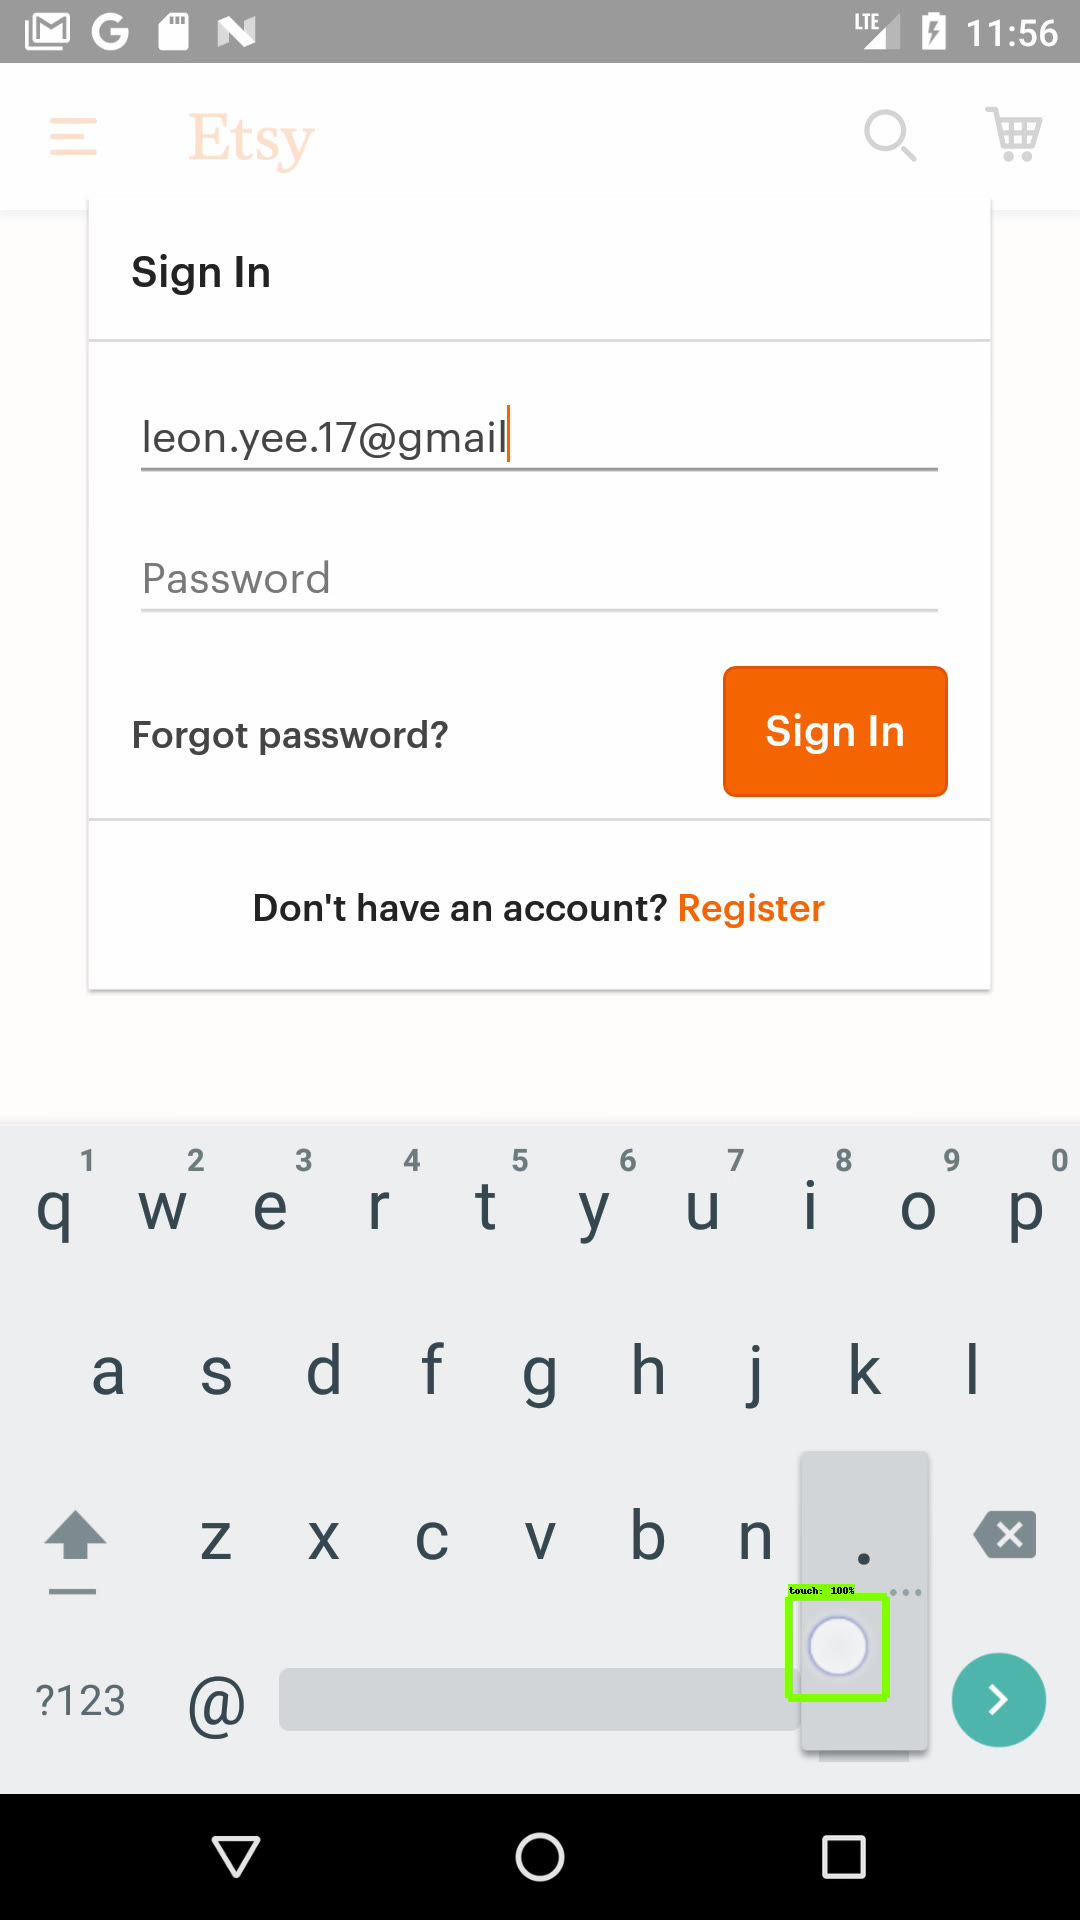 LTE 11:56
Etsy
Sign In
leon.yee.17@gmail
Password
Forgot password?
Sign In
Don't have an account? Register
1 2 3 4 5 6 7 8 9 0
q w e r t y u i o p
a s d f g h j k l
z x c v b n .
touch: 100% ...
?123 @